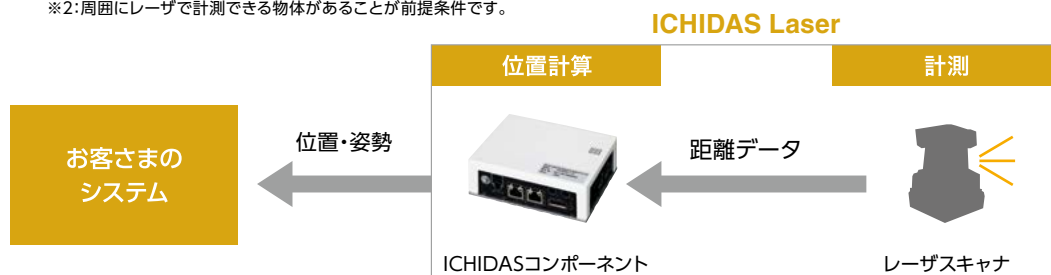 ※2:周囲にレーザで計測できる物体があることが前提条件です。
ICHIDAS Laser
位置計算
計測
お客さまの
システム
位置・姿勢
距離データ
ICHIDASコンポーネント
レーザスキャナ